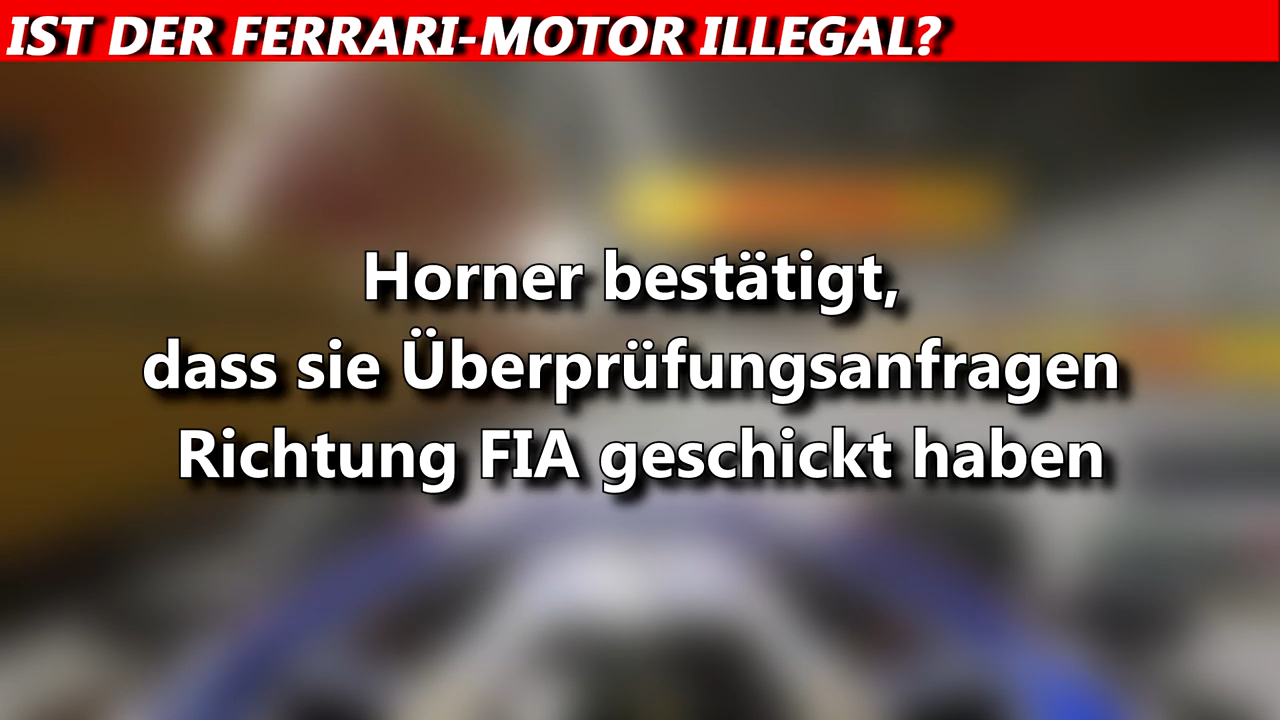 IST DER FERRARI-MOTOR ILLEGAL?
Horner bestätigt,
dass sie Überprüfungsanfragen
Richtung FIA geschickt haben